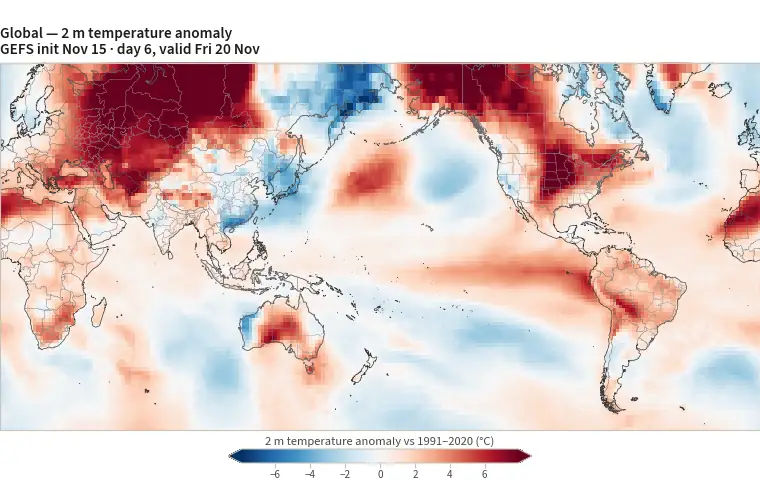 Global — 2 m temperature anomaly
GEFS init Nov 15 · day 6, valid Fri 20 Nov
2 m temperature anomaly vs 1991–2020 (°C)
−6 −4 −2 0 2 4 6